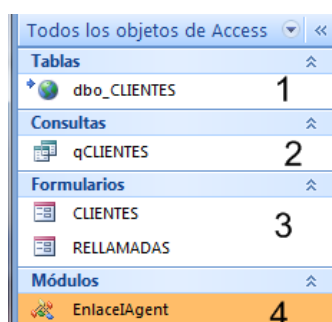 Todos los objetos de Access
Tablas
dbo_CLIENTES 1
Consultas
qCLIENTES 2
Formularios
CLIENTES
3
RELLAMADAS
Módulos
EnlaceIAgent 4